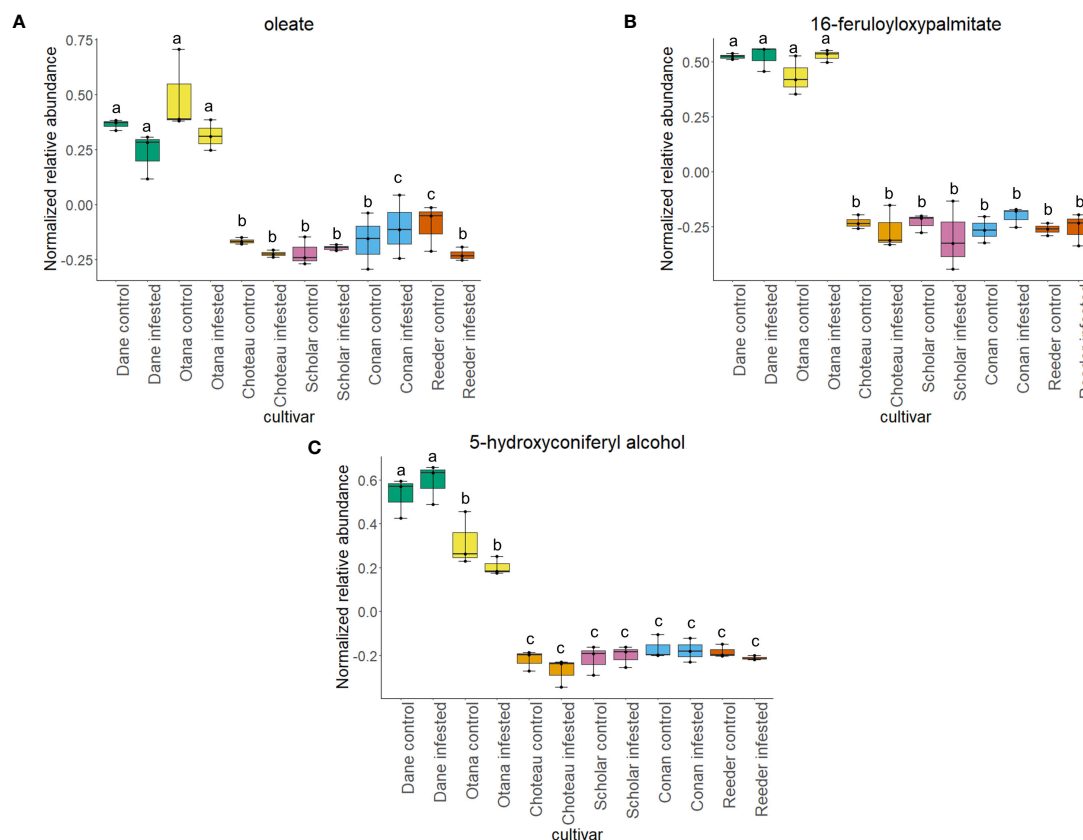 A
oleate
Normalized relative abundance
0.75
0.50
0.25
0.00
-0.25
a
a
a
a
b
b
b
b
b
c
c
b
Dane control
Dane infested
Otana control
Otana infested
Choteau control
Choteau infested
Scholar control
Scholar infested
Conan control
Conan infested
Reeder control
Reeder infested
cultivar
B
16-feruloyloxypalmitate
Normalized relative abundance
0.50
0.00
-0.25
a
a
a
a
b
b
b
b
b
b
b
b
Dane control
Dane infested
Otana control
Otana infested
Choteau control
Choteau infested
Scholar control
Scholar infested
Conan control
Conan infested
Reeder control
Reeder infested
cultivar
C
5-hydroxyconiferyl alcohol
Normalized relative abundance
0.6
0.4
0.2
-0.0
-0.2
a
a
b
b
c
c
c
c
c
c
c
c
Dane control
Dane infested
Otana control
Otana infested
Choteau control
Choteau infested
Scholar control
Scholar infested
Conan control
Conan infested
Reeder control
Reeder infested
cultivar